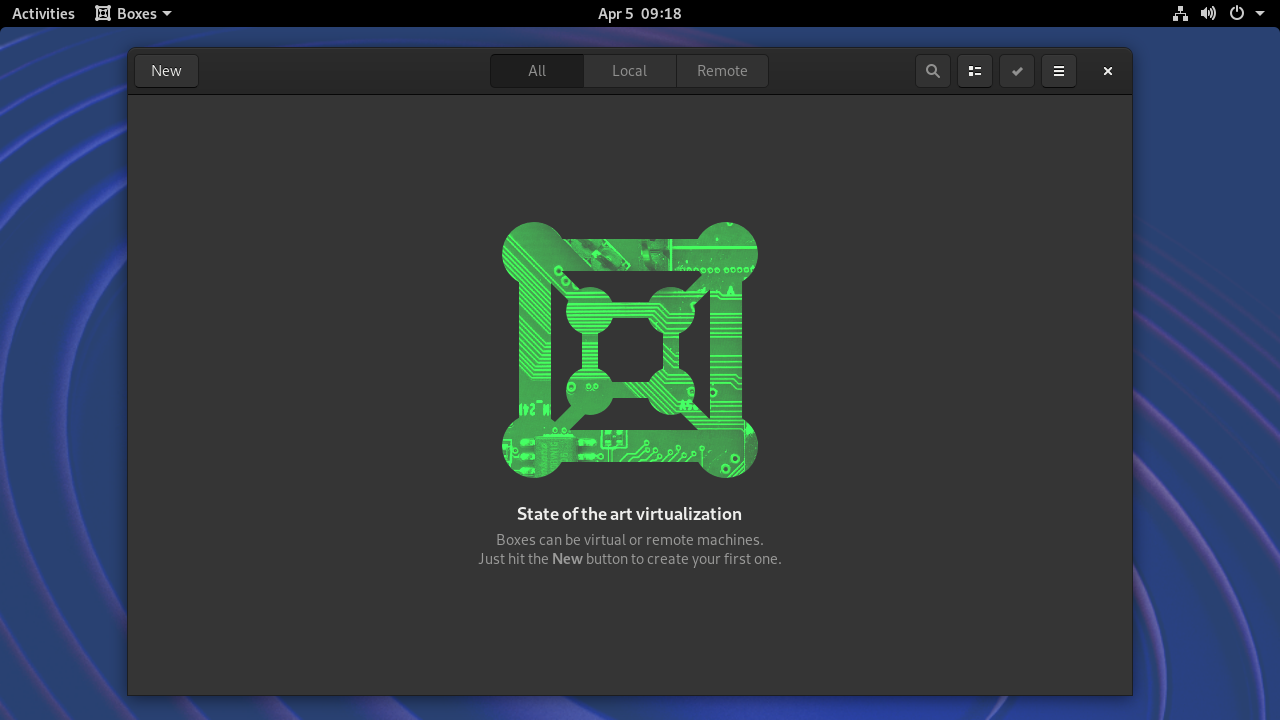 Activities Boxes Apr 5 09:18
New All Local Remote
State of the art virtualization
Boxes can be virtual or remote machines.
Just hit the New button to create your first one.